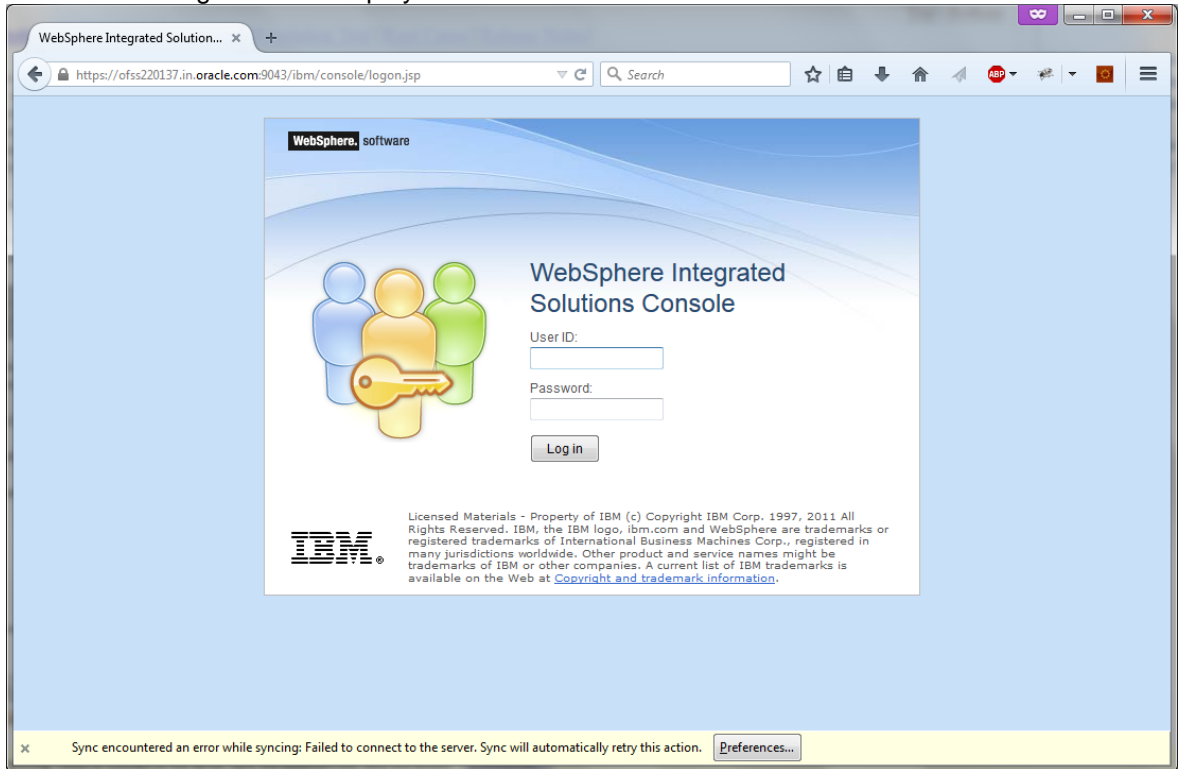 WebSphere Integrated Solution... × +
https://ofss220137.in.oracle.com:9043/ibm/console/logon.jsp Search ABP
WebSphere. software
WebSphere Integrated
Solutions Console
User ID:
Password:
Log in
IBM®
Licensed Materials - Property of IBM (c) Copyright IBM Corp. 1997, 2011 All
Rights Reserved. IBM, the IBM logo, ibm.com and WebSphere are trademarks or
registered trademarks of International Business Machines Corp., registered in
many jurisdictions worldwide. Other product and service names might be
trademarks of IBM or other companies. A current list of IBM trademarks is
available on the Web at Copyright and trademark information.
× Sync encountered an error while syncing: Failed to connect to the server. Sync will automatically retry this action. Preferences...